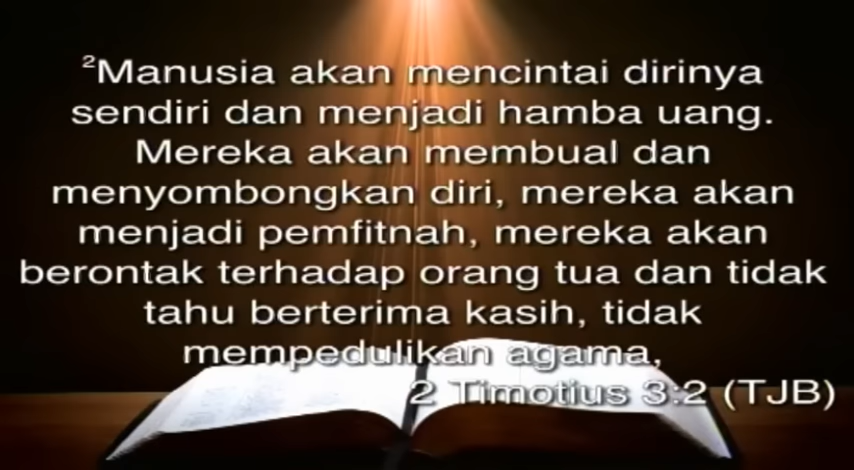 ²Manusia akan mencintai dirinya
sendiri dan menjadi hamba uang.
Mereka akan membual dan
menyombongkan diri, mereka akan
menjadi pemfitnah, mereka akan
berontak terhadap orang tua dan tidak
tahu berterima kasih, tidak
mempedulikan agama,
2 Timotius 3:2 (TJB)